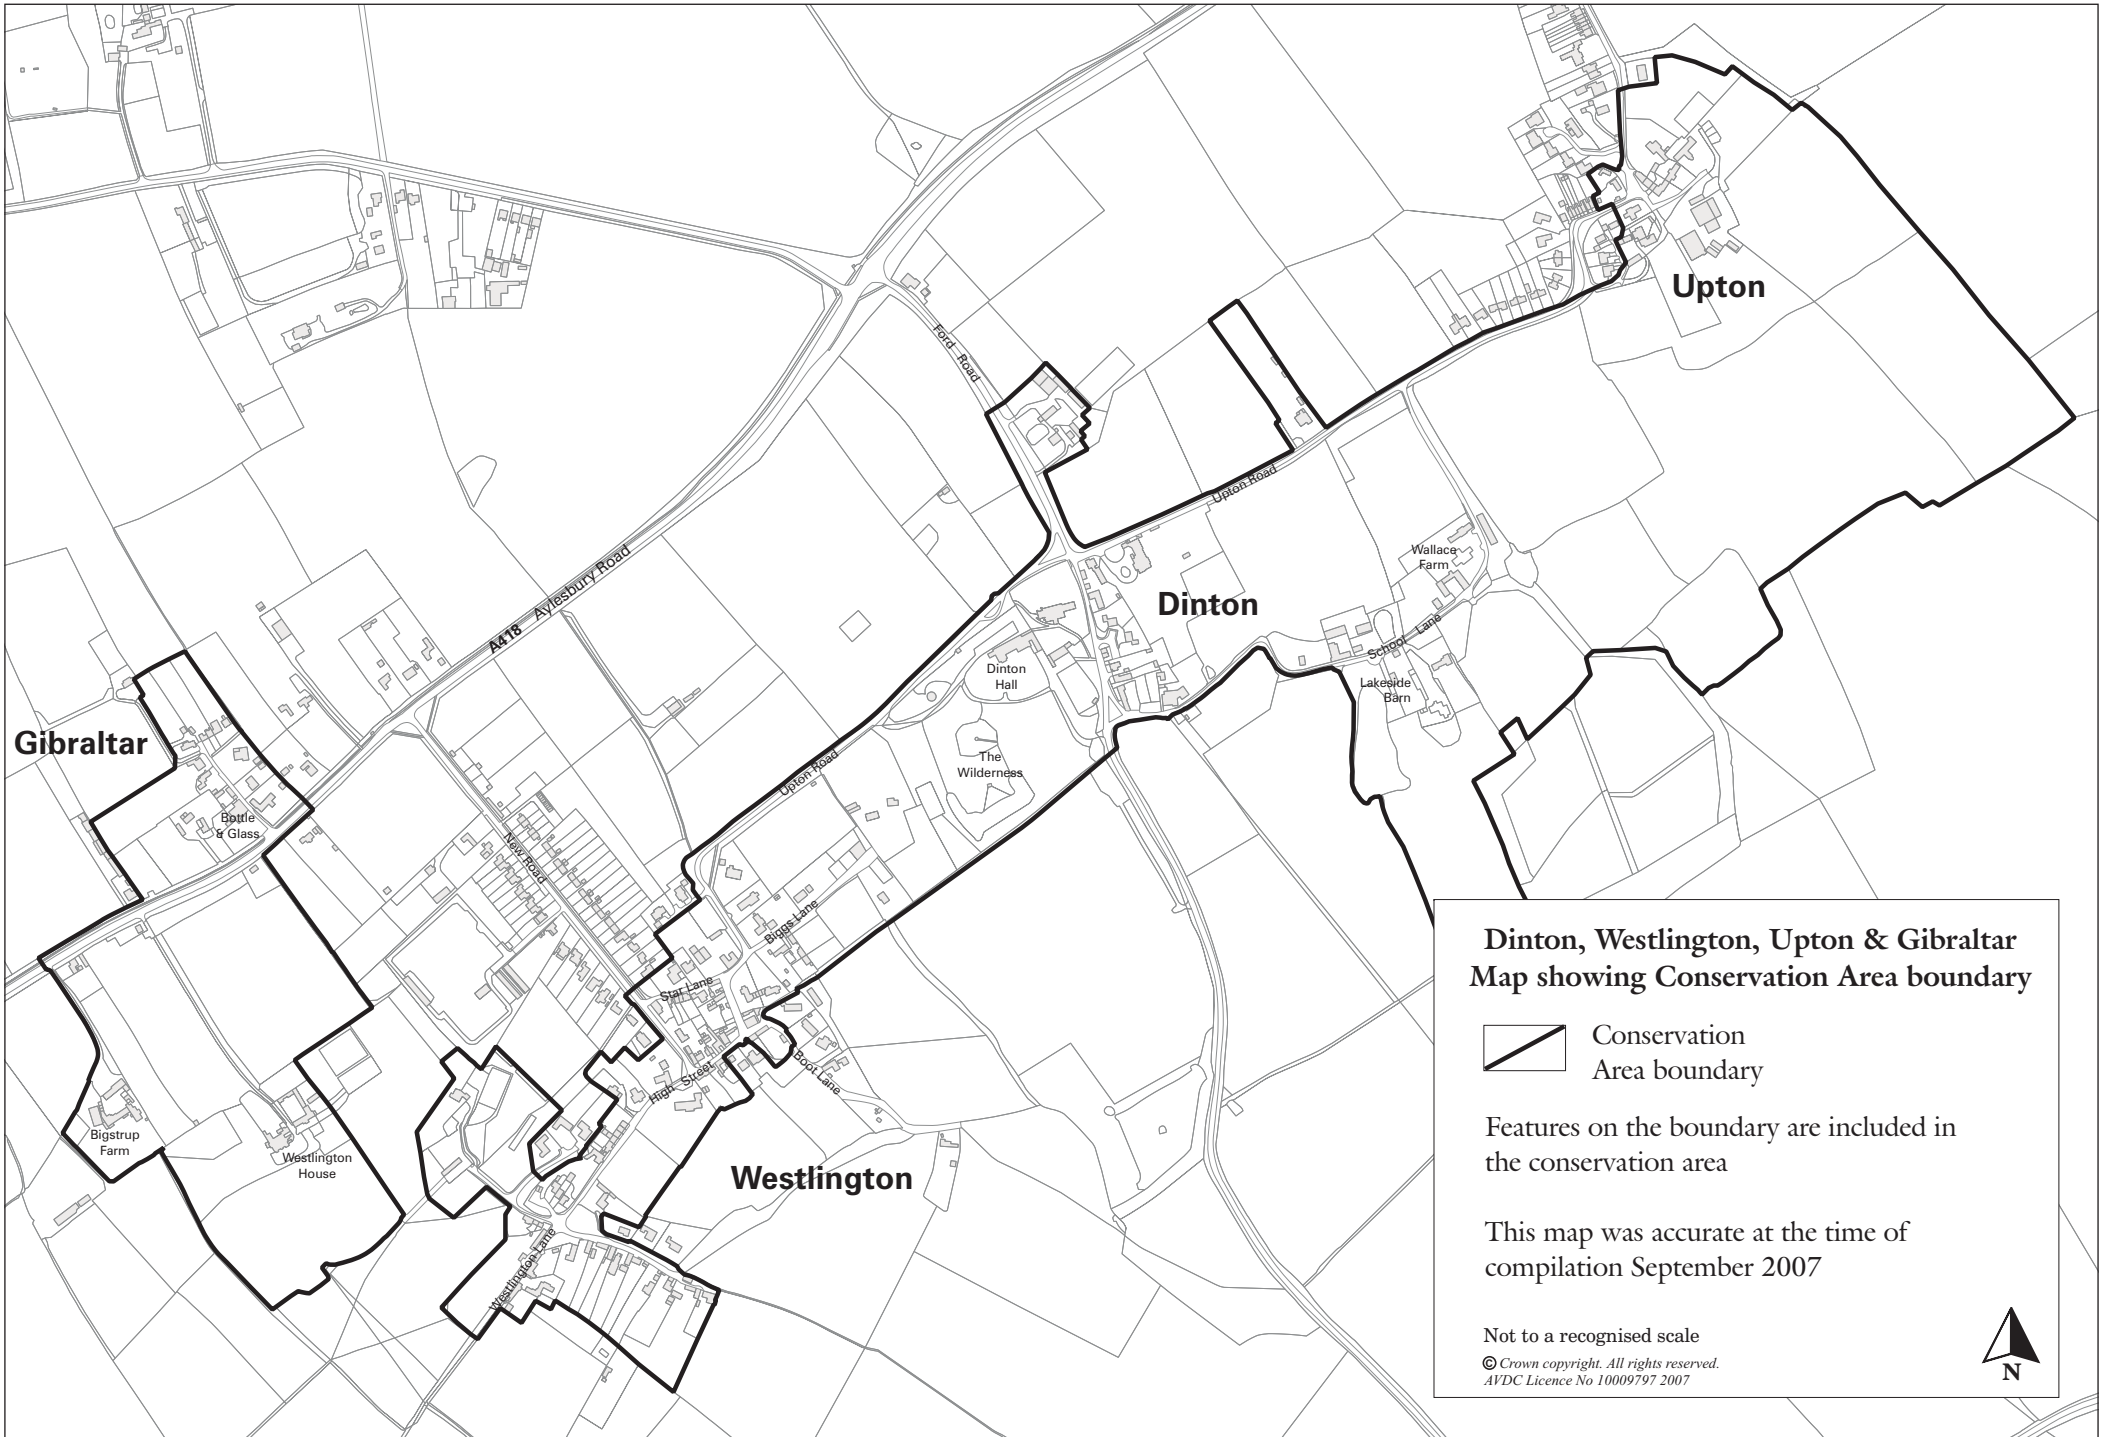 Upton
Ford Road
Upton Road
Wallace
Farm
A418 Aylesbury Road
Dinton
School Lane
Dinton
Hall
Lakeside
Barn
Gibraltar
The
Wilderness
Upton Road
Bottle
& Glass
New Road
Biggs Lane
Star Lane
Boot Lane
High Street
Bigstrup
Farm
Westlington
House
Westlington
Westlington Lane
Dinton, Westlington, Upton & Gibraltar
Map showing Conservation Area boundary
Conservation
Area boundary
Features on the boundary are included in
the conservation area
This map was accurate at the time of
compilation September 2007
Not to a recognised scale
© Crown copyright. All rights reserved.
AVDC Licence No 10009797 2007
N